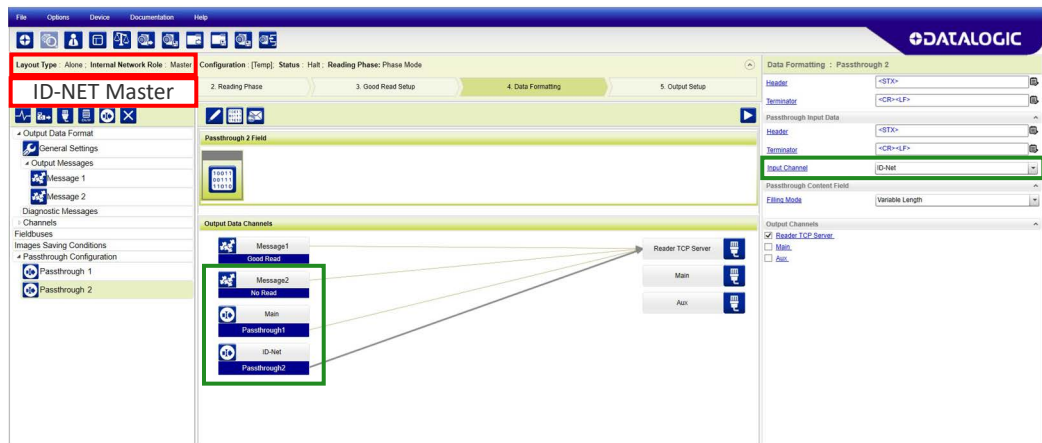 File Options Device Documentation Help
DATALOGIC
Layout Type : Alone ; Internal Network Role : Master
Configuration : [Temp]; Status : Halt ; Reading Phase: Phase Mode
ID-NET Master
2. Reading Phase 3. Good Read Setup 4. Data Formatting 5. Output Setup
Output Data Format
General Settings
Output Messages
Message 1
Message 2
Diagnostic Messages
Channels
Fieldbuses
Images Saving Conditions
Passthrough Configuration
Passthrough 1
Passthrough 2
Passthrough 2 Field
10011
00111
11010
Output Data Channels
Message1
Good Read
Message2
No Read
Main
Passthrough1
ID-Net
Passthrough2
Reader TCP Server
Main
Aux
Data Formatting : Passthrough 2
Header <STX>
Terminator <CR><LF>
Passthrough Input Data
Header <STX>
Terminator <CR><LF>
Input Channel ID-Net
Passthrough Content Field
Filling Mode Variable Length
Output Channels
Reader TCP Server
Main
Aux